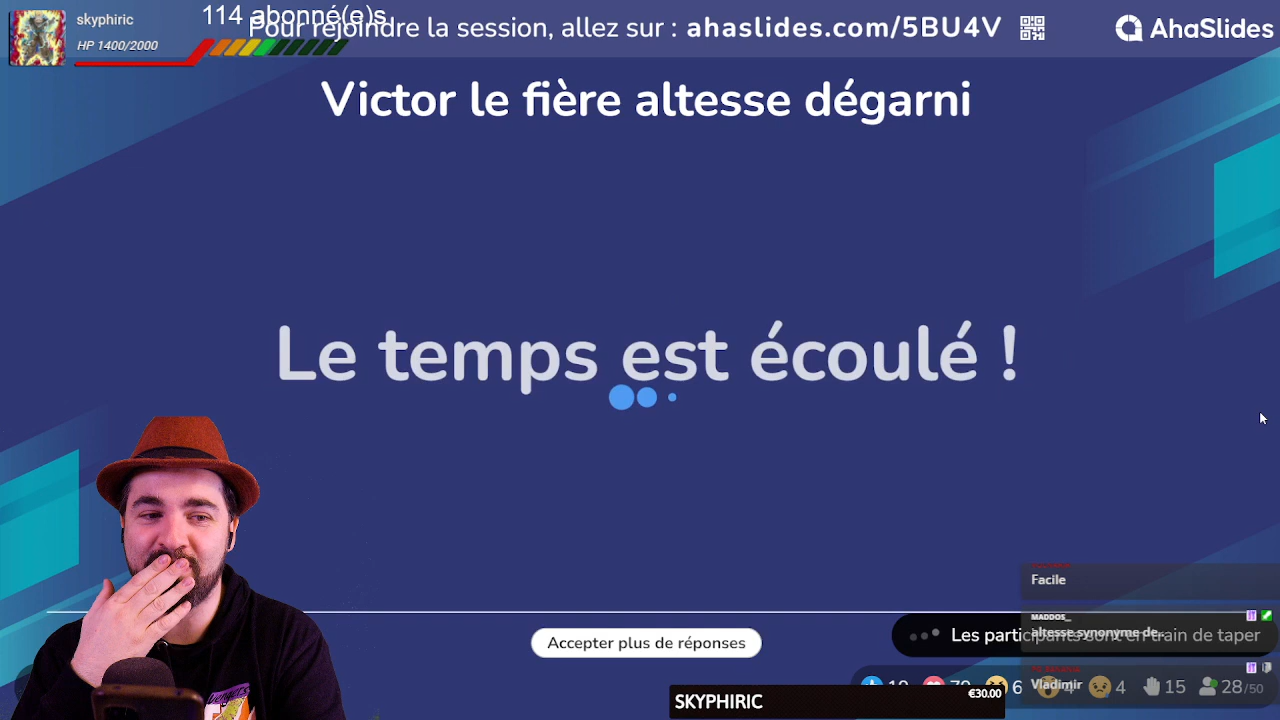 114 abonné(e)s
skyphiric
HP 1400/2000
Pour rejoindre la session, allez sur : ahaslides.com/5BU4V
AhaSlides
Victor le fière altesse dégarni
Le temps est écoulé !
Facile
MADDOS_
altesse synonyme de..
Les participants sont en train de taper
Accepter plus de réponses
Vladimir
6
4
4
15
28/50
SKYPHIRIC
€30.00